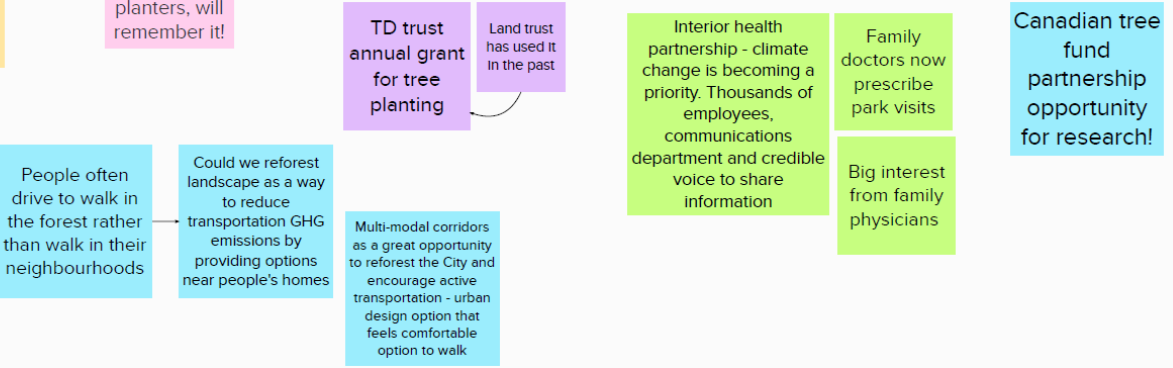 planters, will
remember it!
TD trust
annual grant
for tree
planting
Land trust
has used it
in the past
Interior health
partnership - climate
change is becoming a
priority. Thousands of
employees,
communications
department and credible
voice to share
information
Family
doctors now
prescribe
park visits
Big interest
from family
physicians
Canadian tree
fund
partnership
opportunity
for research!
People often
drive to walk in
the forest rather
than walk in their
neighbourhoods
Could we reforest
landscape as a way
to reduce
transportation GHG
emissions by
providing options
near people's homes
Multi-modal corridors
as a great opportunity
to reforest the City and
encourage active
transportation - urban
design option that
feels comfortable
option to walk